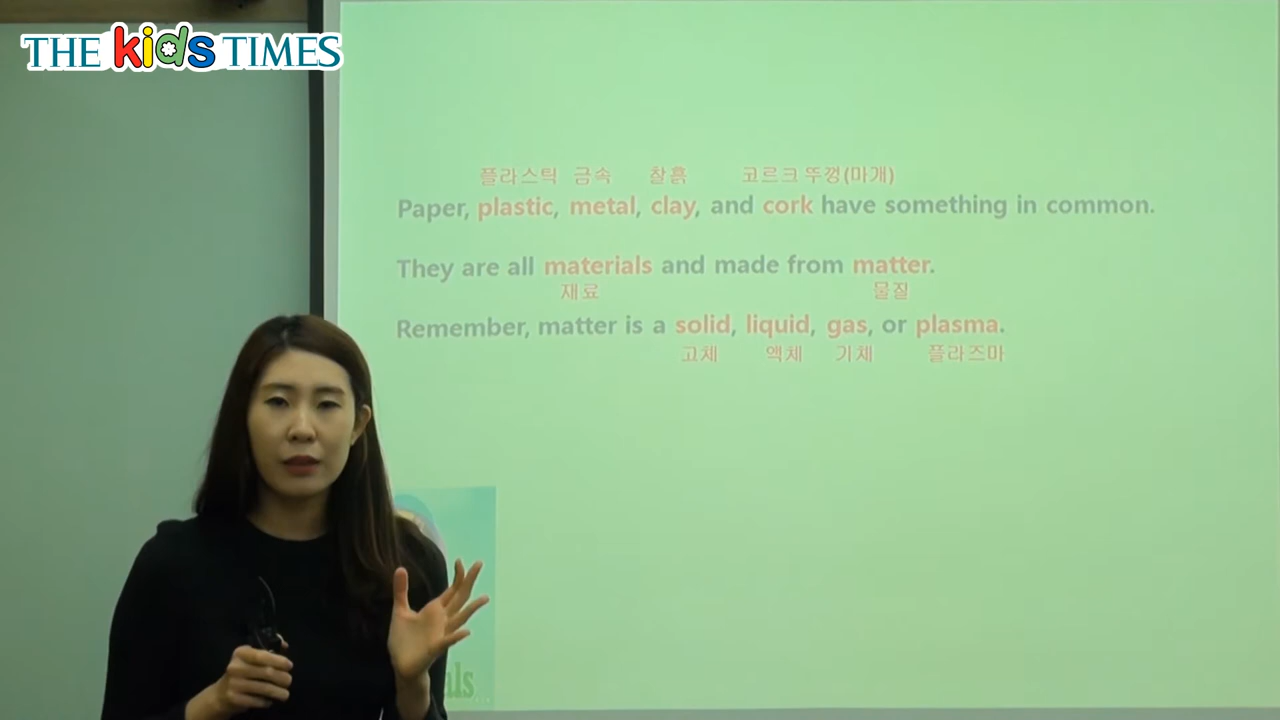 THE kids TIMES
플라스틱 금속 찰흙 코르크 뚜껑(마개)
Paper, plastic, metal, clay, and cork have something in common.
They are all materials and made from matter.
재료 물질
Remember, matter is a solid, liquid, gas, or plasma.
고체 액체 기체 플라즈마